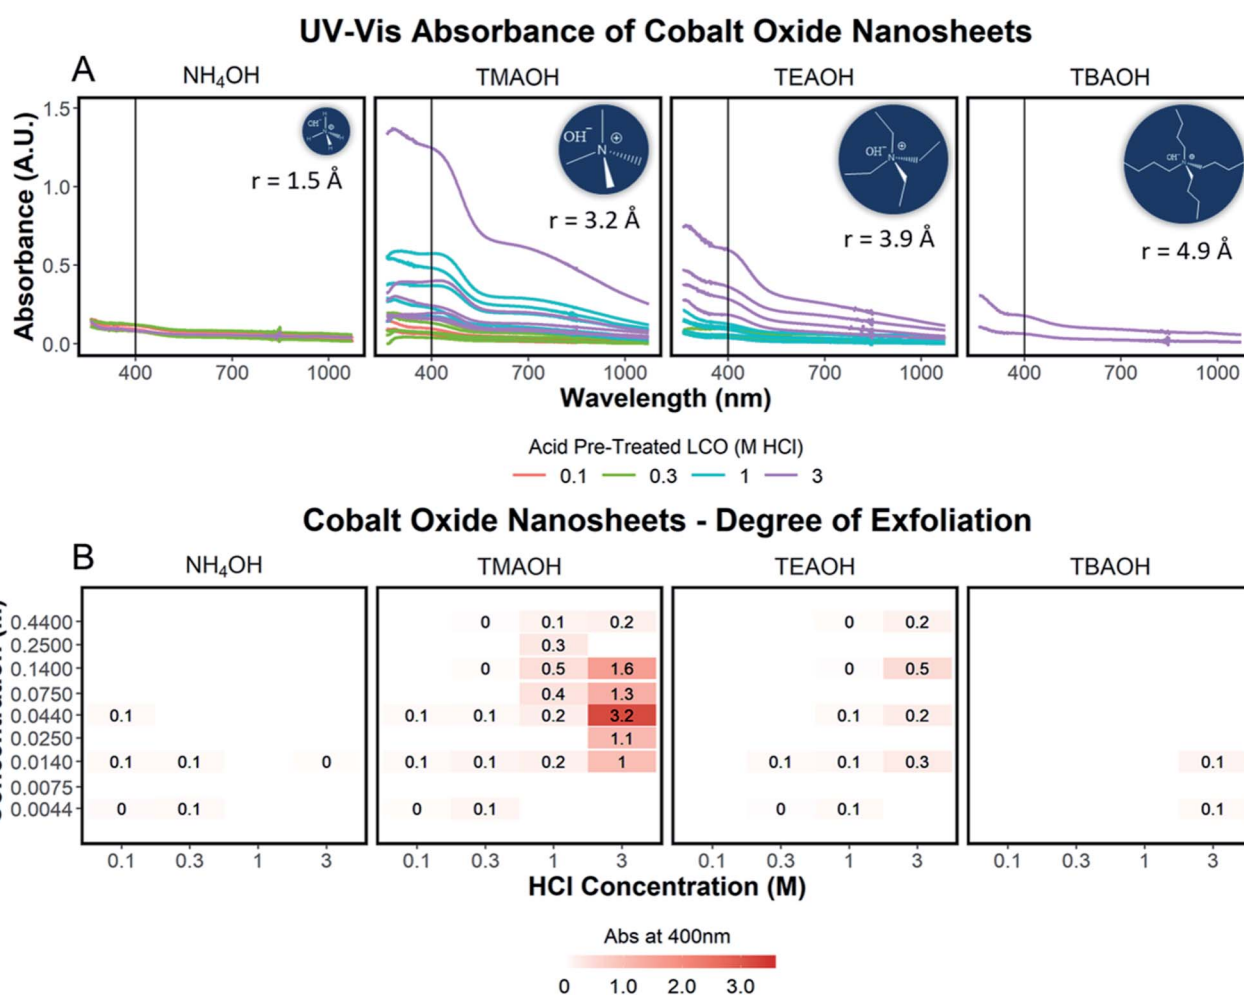 UV-Vis Absorbance of Cobalt Oxide Nanosheets
A
NH₄OH TMAOH TEAOH TBAOH
Absorbance (A.U.)
1.5
1.0
0.5
0.0
OH⁻ N ⊕ H H H
r = 1.5 Å
OH⁻ N ⊕
r = 3.2 Å
OH⁻ N ⊕
r = 3.9 Å
OH⁻ N ⊕
r = 4.9 Å
400 700 1000 400 700 1000 400 700 1000 400 700 1000
Wavelength (nm)
Acid Pre-Treated LCO (M HCl)
0.1 0.3 1 3
Cobalt Oxide Nanosheets - Degree of Exfoliation
B
NH₄OH TMAOH TEAOH TBAOH
0.4400 0 0.1 0.2 0 0.2
0.2500 0.3
0.1400 0 0.5 1.6 0 0.5
0.0750 0.4 1.3
0.0440 0.1 0.1 0.1 0.2 3.2 0.1 0.2
0.0250 1.1
0.0140 0.1 0.1 0 0.1 0.1 0.2 1 0.1 0.1 0.3 0.1
0.0075
0.0044 0 0.1 0 0.1 0 0.1 0.1
0.1 0.3 1 3 0.1 0.3 1 3 0.1 0.3 1 3 0.1 0.3 1 3
HCl Concentration (M)
Abs at 400nm
0 1.0 2.0 3.0